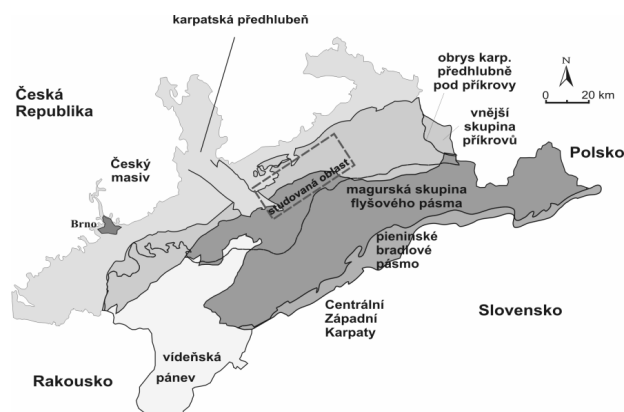 karpatská předhlubeň
obrys karp.
předhlubně
pod příkrovy
N
0 20 km
Česká
Republika
vnější
skupina
příkrovů
Polsko
Český
masiv
studovaná oblast
magurská skupina
flyšového pásma
Brno
pieninské
bradlové
pásmo
Centrální
Západní
Karpaty
Slovensko
vídeňská
pánev
Rakousko